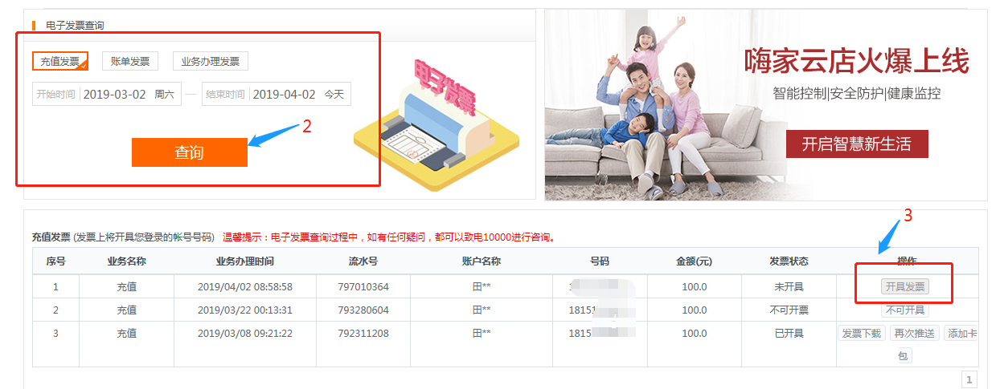 电子发票查询
充值发票 账单发票 业务办理发票
开始时间 2019-03-02 周六 — 结束时间 2019-04-02 今天
2
查询
电子发票
嗨家云店火爆上线
智能控制|安全防护|健康监控
开启智慧新生活
3
充值发票 (发票上将开具您登录的帐号号码) 温馨提示：电子发票查询过程中，如有任何疑问，都可以致电10000进行咨询。
序号 业务名称 业务办理时间 流水号 账户名称 号码 金额(元) 发票状态 操作
1 充值 2019/04/02 08:58:58 797010364 田** 1 100.0 未开具 开具发票
2 充值 2019/03/22 00:13:31 793280604 田** 1815 100.0 不可开票 不可开具
3 充值 2019/03/08 09:21:22 792311208 田** 1815 100.0 已开具 发票下载 再次推送 添加卡
包
1